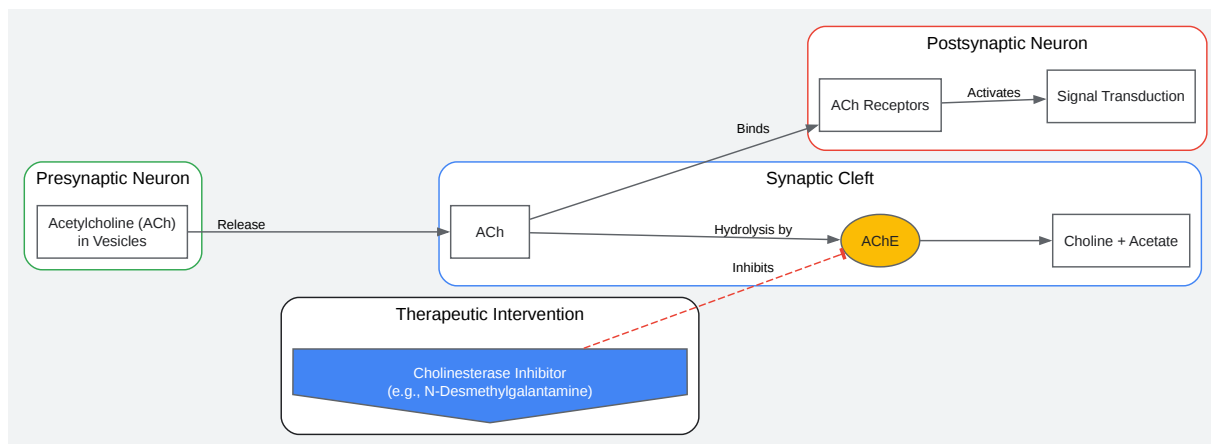 Postsynaptic Neuron
ACh Receptors
Activates
Signal Transduction
Binds
Presynaptic Neuron
Acetylcholine (ACh)
in Vesicles
Release
Synaptic Cleft
ACh
Hydrolysis by
AChE
Choline + Acetate
Inhibits
Therapeutic Intervention
Cholinesterase Inhibitor
(e.g., N-Desmethylgalantamine)